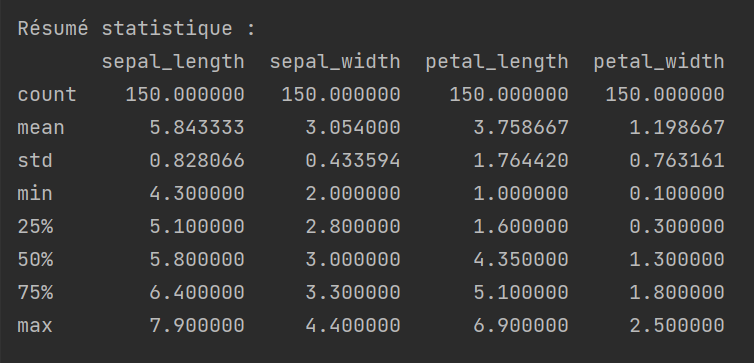 Résumé statistique :
sepal_length sepal_width petal_length petal_width
count 150.000000 150.000000 150.000000 150.000000
mean 5.843333 3.054000 3.758667 1.198667
std 0.828066 0.433594 1.764420 0.763161
min 4.300000 2.000000 1.000000 0.100000
25% 5.100000 2.800000 1.600000 0.300000
50% 5.800000 3.000000 4.350000 1.300000
75% 6.400000 3.300000 5.100000 1.800000
max 7.900000 4.400000 6.900000 2.500000